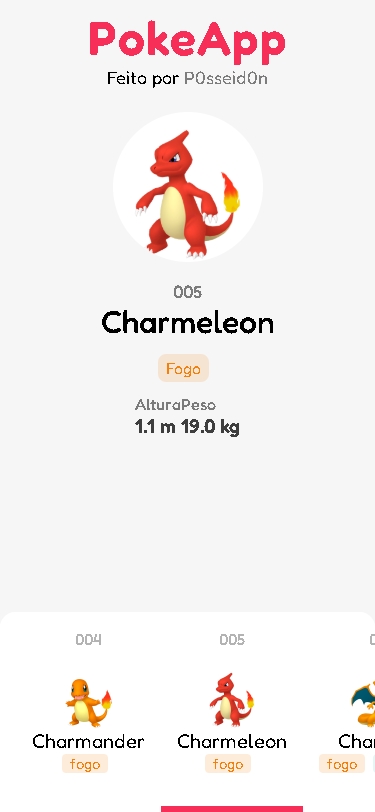 PokeApp
Feito por P0sseid0n
005
Charmeleon
Fogo
AlturaPeso
1.1 m 19.0 kg
004 005
Charmander Charmeleon Char
fogo fogo fogo